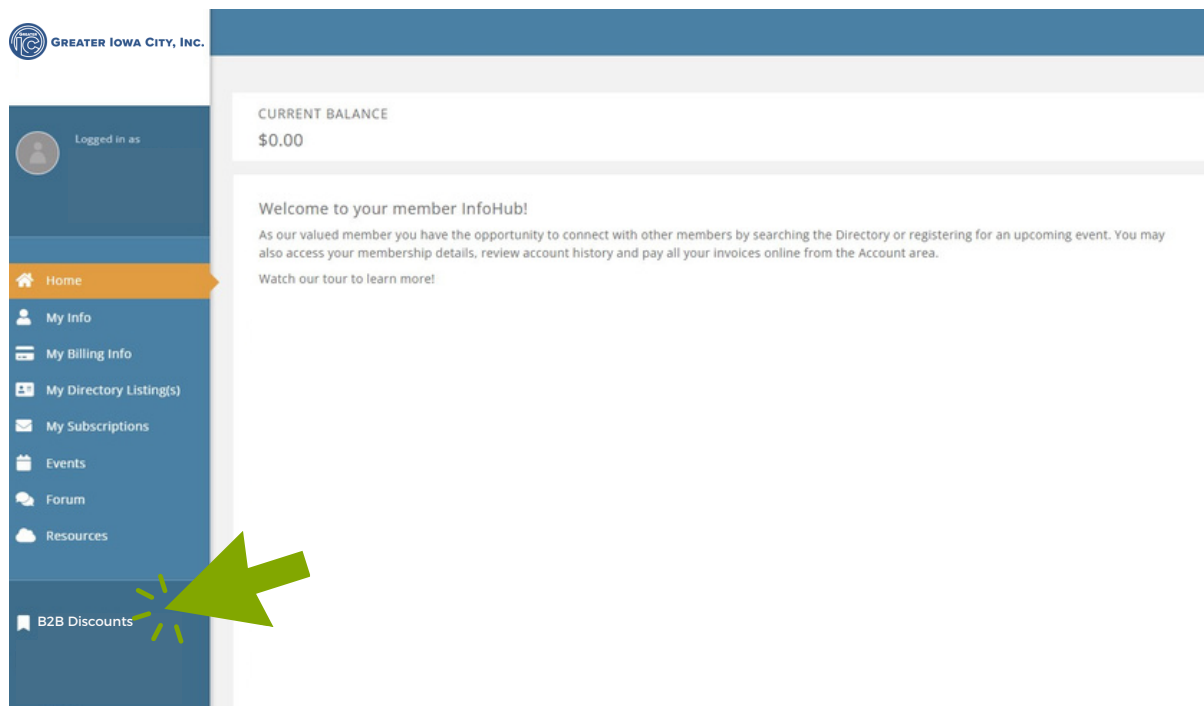 GREATER IOWA CITY, INC.
Logged in as
CURRENT BALANCE
$0.00
Welcome to your member InfoHub!
As our valued member you have the opportunity to connect with other members by searching the Directory or registering for an upcoming event. You may
also access your membership details, review account history and pay all your invoices online from the Account area.
Watch our tour to learn more!
Home
My Info
My Billing Info
My Directory Listing(s)
My Subscriptions
Events
Forum
Resources
B2B Discounts